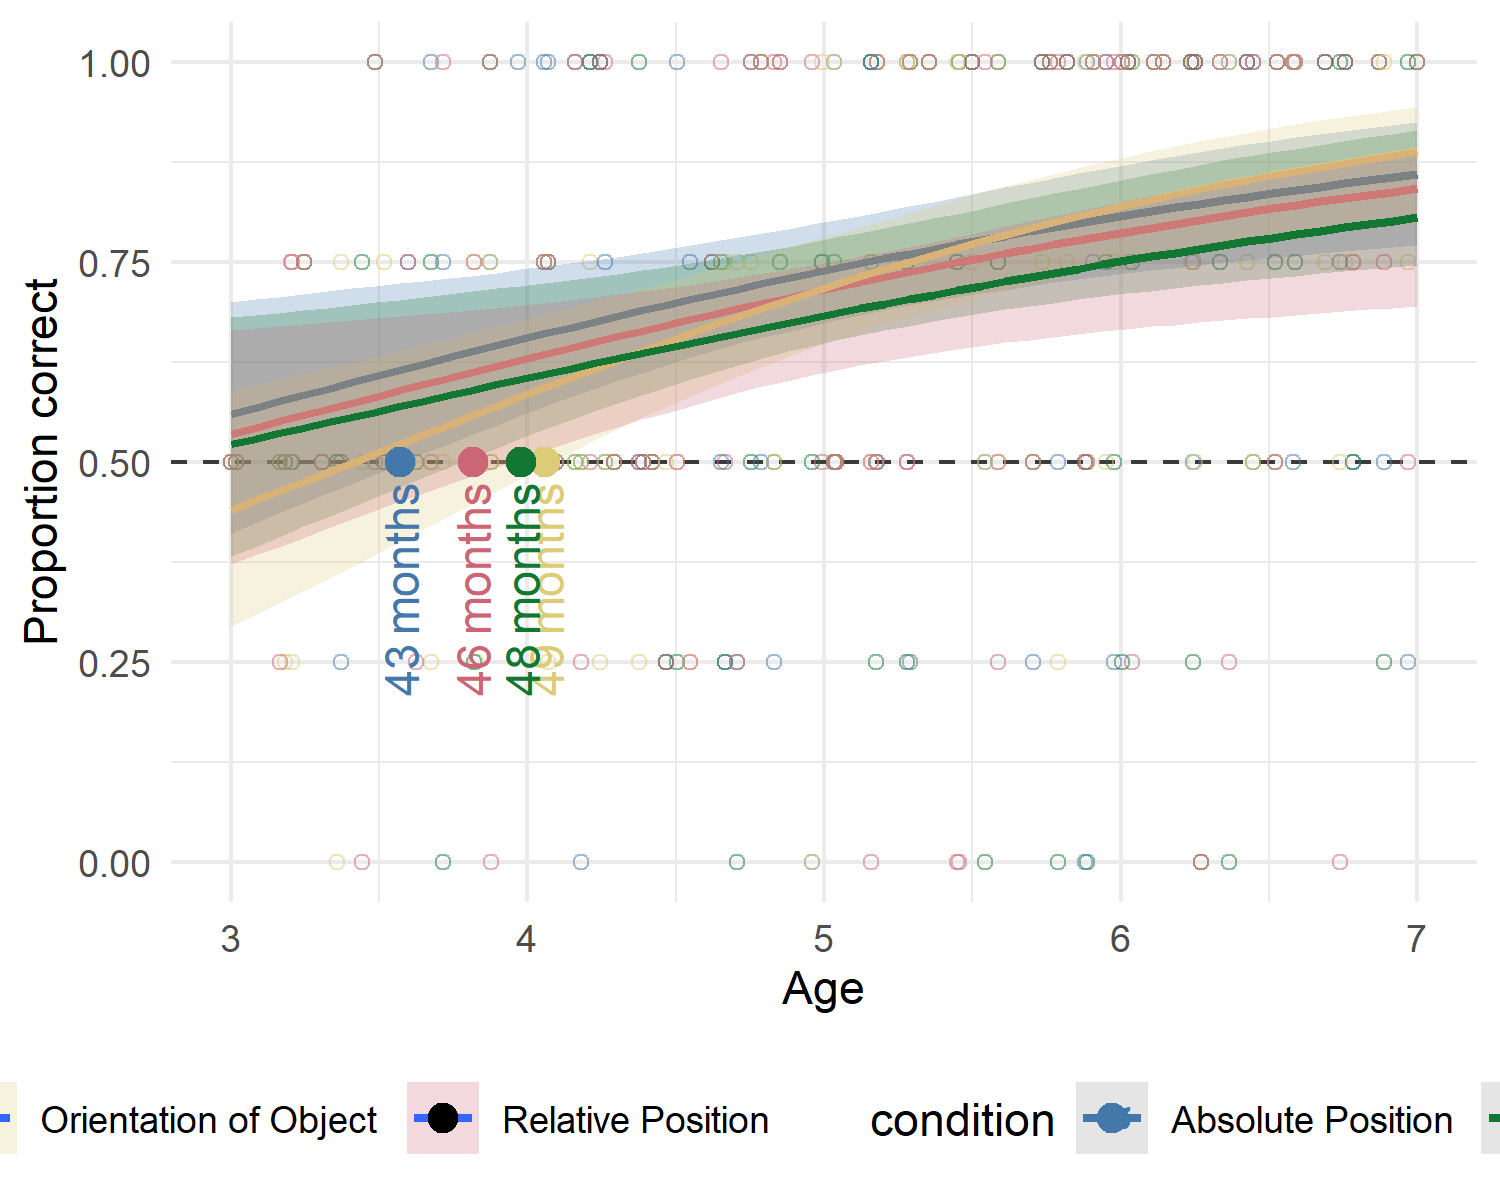 Proportion correct
1.00
0.75
0.50
0.25
0.00
43 months
46 months
48 months
49 months
3 4 5 6 7
Age
Orientation of Object Relative Position condition Absolute Position